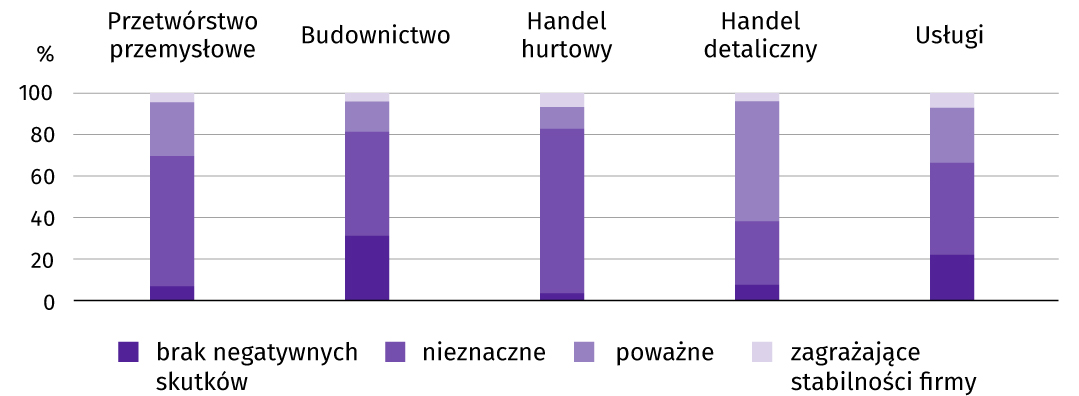 Przetwórstwo
przemysłowe
Budownictwo
Handel
hurtowy
Handel
detaliczny
Usługi
%
100
80
60
40
20
0
brak negatywnych
skutków
nieznaczne
poważne
zagrażające
stabilności firmy